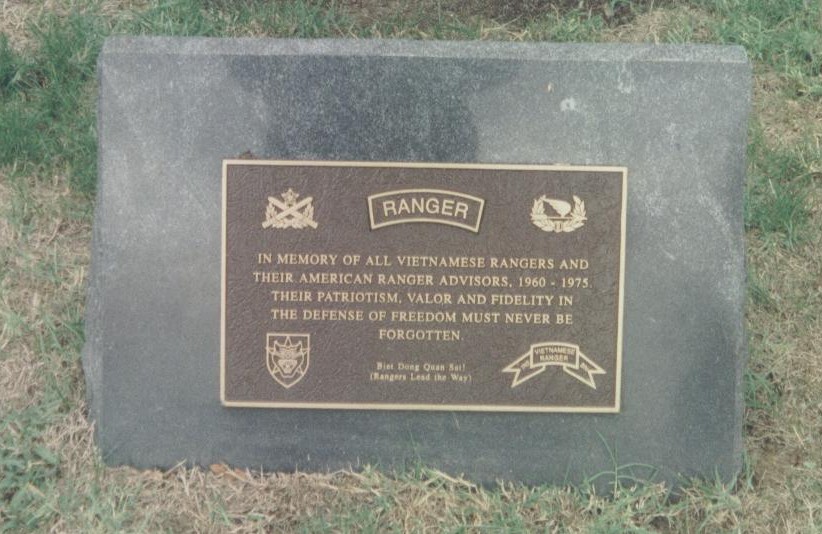 RANGER
IN MEMORY OF ALL VIETNAMESE RANGERS AND
THEIR AMERICAN RANGER ADVISORS, 1960 - 1975.
THEIR PATRIOTISM, VALOR AND FIDELITY IN
THE DEFENSE OF FREEDOM MUST NEVER BE
FORGOTTEN.
Biet Dong Quan Sat!
(Rangers Lead the Way)
VIETNAMESE
RANGER